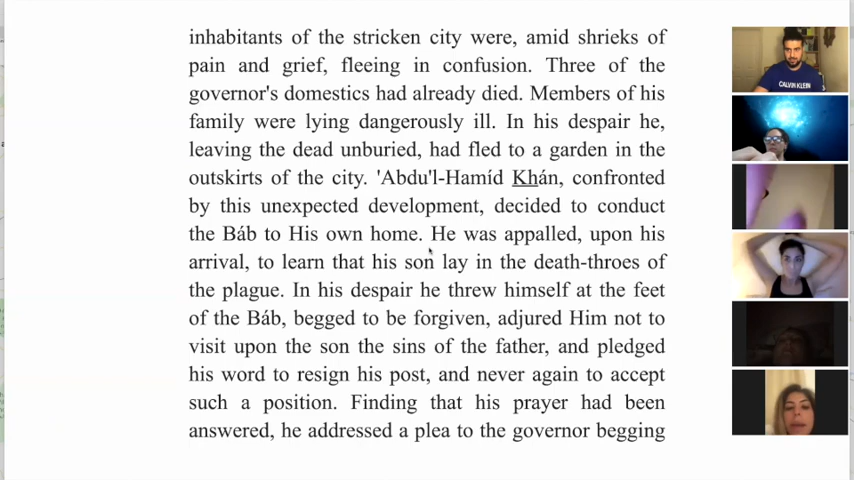 inhabitants of the stricken city were, amid shrieks of
pain and grief, fleeing in confusion. Three of the
governor's domestics had already died. Members of his
family were lying dangerously ill. In his despair he,
leaving the dead unburied, had fled to a garden in the
outskirts of the city. 'Abdu'l-Hamíd Khán, confronted
by this unexpected development, decided to conduct
the Báb to His own home. He was appalled, upon his
arrival, to learn that his son lay in the death-throes of
the plague. In his despair he threw himself at the feet
of the Báb, begged to be forgiven, adjured Him not to
visit upon the son the sins of the father, and pledged
his word to resign his post, and never again to accept
such a position. Finding that his prayer had been
answered, he addressed a plea to the governor begging
CALVIN KLEIN